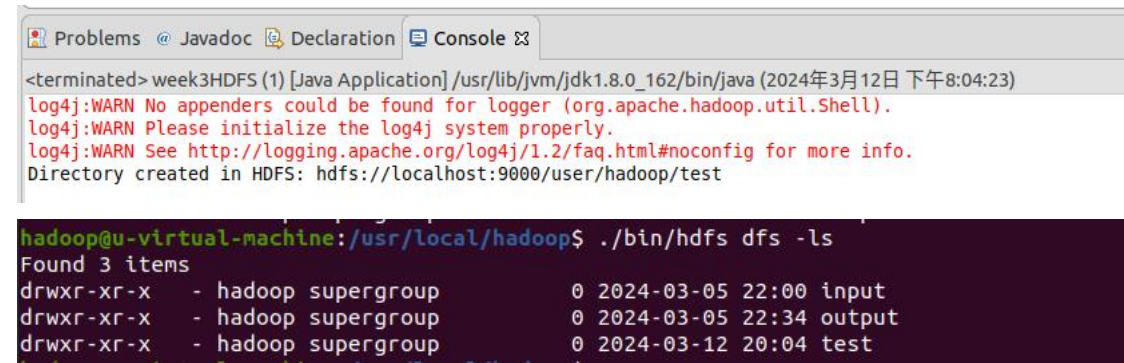 Problems @ Javadoc Declaration Console
<terminated> week3HDFS (1) [Java Application] /usr/lib/jvm/jdk1.8.0_162/bin/java (2024年3月12日 下午8:04:23)
log4j:WARN No appenders could be found for logger (org.apache.hadoop.util.Shell).
log4j:WARN Please initialize the log4j system properly.
log4j:WARN See http://logging.apache.org/log4j/1.2/faq.html#noconfig for more info.
Directory created in HDFS: hdfs://localhost:9000/user/hadoop/test
hadoop@u-virtual-machine:/usr/local/hadoop$ ./bin/hdfs dfs -ls
Found 3 items
drwxr-xr-x - hadoop supergroup 0 2024-03-05 22:00 input
drwxr-xr-x - hadoop supergroup 0 2024-03-05 22:34 output
drwxr-xr-x - hadoop supergroup 0 2024-03-12 20:04 test